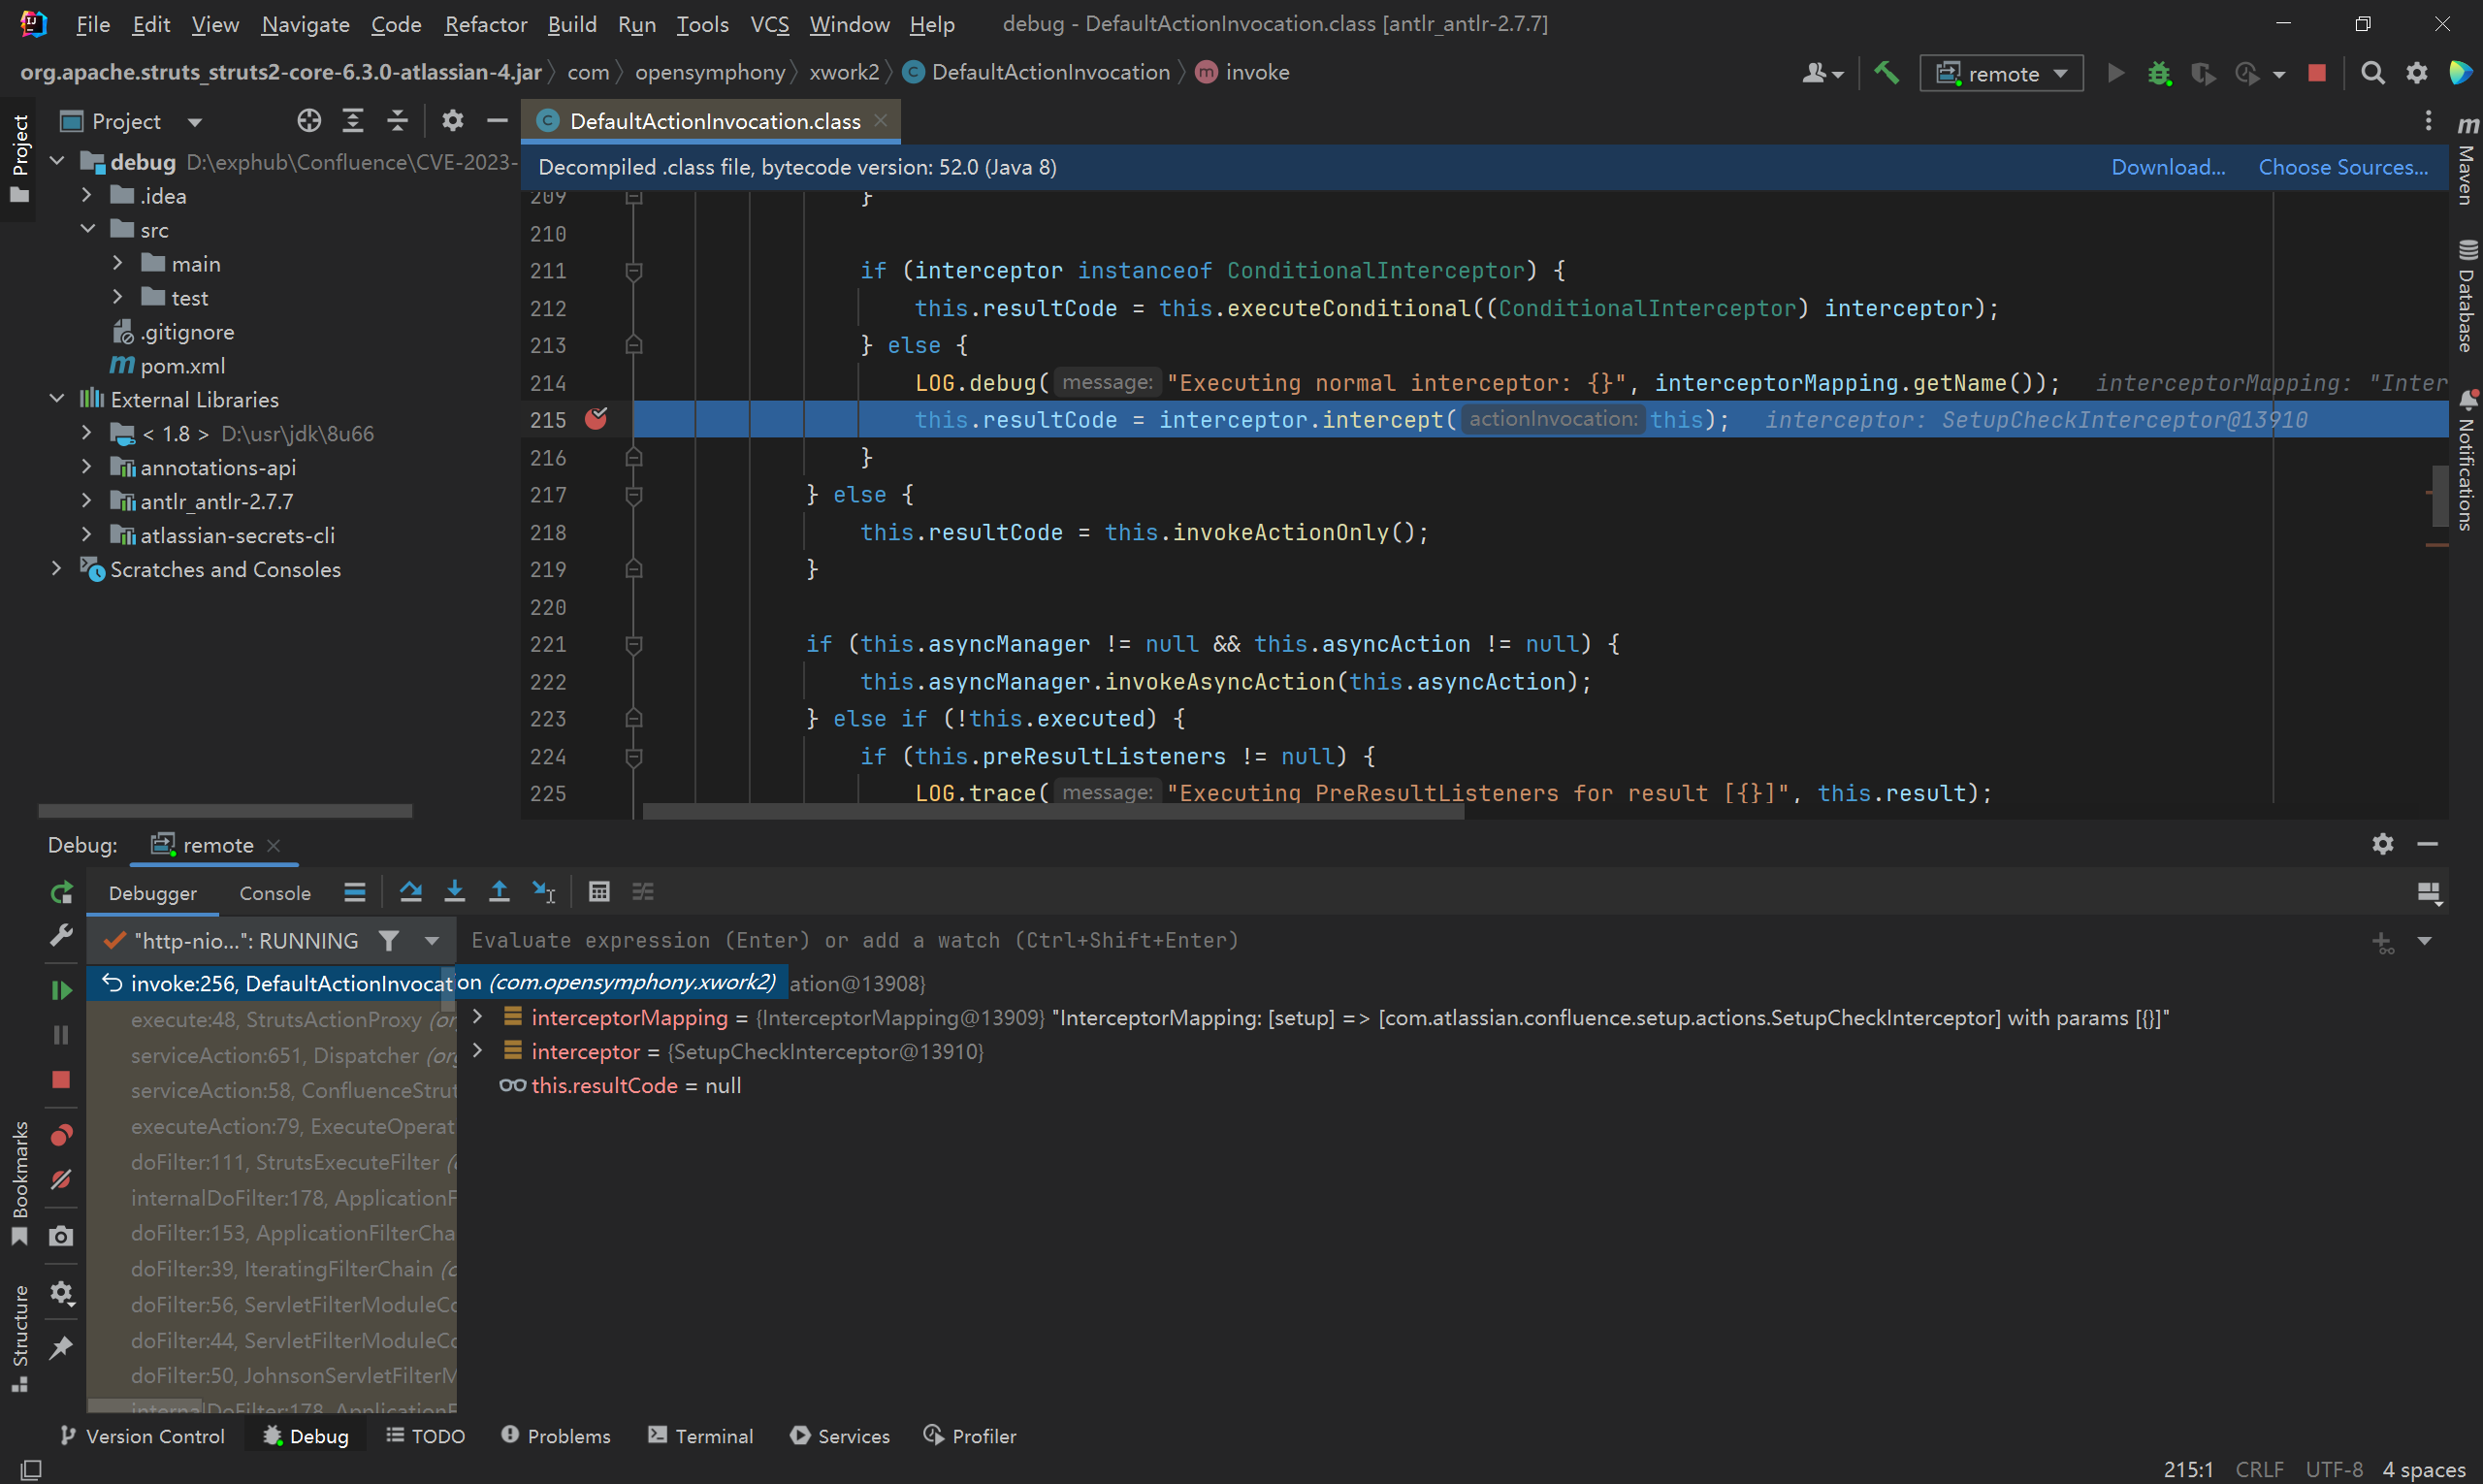 File Edit View Navigate Code Refactor Build Run Tools VCS Window Help debug - DefaultActionInvocation.class [antlr_antlr-2.7.7]
org.apache.struts_struts2-core-6.3.0-atlassian-4.jar com opensymphony xwork2 DefaultActionInvocation invoke remote
Project
Project
debug D:\exphub\Confluence\CVE-2023-
.idea
src
main
test
.gitignore
pom.xml
External Libraries
< 1.8 > D:\usr\jdk\8u66
annotations-api
antlr_antlr-2.7.7
atlassian-secrets-cli
Scratches and Consoles
DefaultActionInvocation.class
Decompiled .class file, bytecode version: 52.0 (Java 8) Download... Choose Sources...
209 }
210
211 if (interceptor instanceof ConditionalInterceptor) {
212 this.resultCode = this.executeConditional((ConditionalInterceptor) interceptor);
213 } else {
214 LOG.debug( message: "Executing normal interceptor: {}", interceptorMapping.getName()); interceptorMapping: "Inter
215 this.resultCode = interceptor.intercept( actionInvocation: this); interceptor: SetupCheckInterceptor@13910
216 }
217 } else {
218 this.resultCode = this.invokeActionOnly();
219 }
220
221 if (this.asyncManager != null && this.asyncAction != null) {
222 this.asyncManager.invokeAsyncAction(this.asyncAction);
223 } else if (!this.executed) {
224 if (this.preResultListeners != null) {
225 LOG.trace( message: "Executing PreResultListeners for result [{}]", this.result);
Maven
Database
Notifications
Debug: remote
Debugger Console
"http-nio...": RUNNING
Evaluate expression (Enter) or add a watch (Ctrl+Shift+Enter)
invoke:256, DefaultActionInvocation (com.opensymphony.xwork2) ation@13908}
execute:48, StrutsActionProxy (or
serviceAction:651, Dispatcher (org
serviceAction:58, ConfluenceStrut
executeAction:79, ExecuteOperat
doFilter:111, StrutsExecuteFilter (
internalDoFilter:178, ApplicationF
doFilter:153, ApplicationFilterCha
doFilter:39, IteratingFilterChain (c
doFilter:56, ServletFilterModuleCo
doFilter:44, ServletFilterModuleCo
doFilter:50, JohnsonServletFilterM
internalDoFilter:178, ApplicationF
interceptorMapping = {InterceptorMapping@13909} "InterceptorMapping: [setup] => [com.atlassian.confluence.setup.actions.SetupCheckInterceptor] with params [{}]"
interceptor = {SetupCheckInterceptor@13910}
this.resultCode = null
Bookmarks
Structure
Version Control Debug TODO Problems Terminal Services Profiler
215:1 CRLF UTF-8 4 spaces